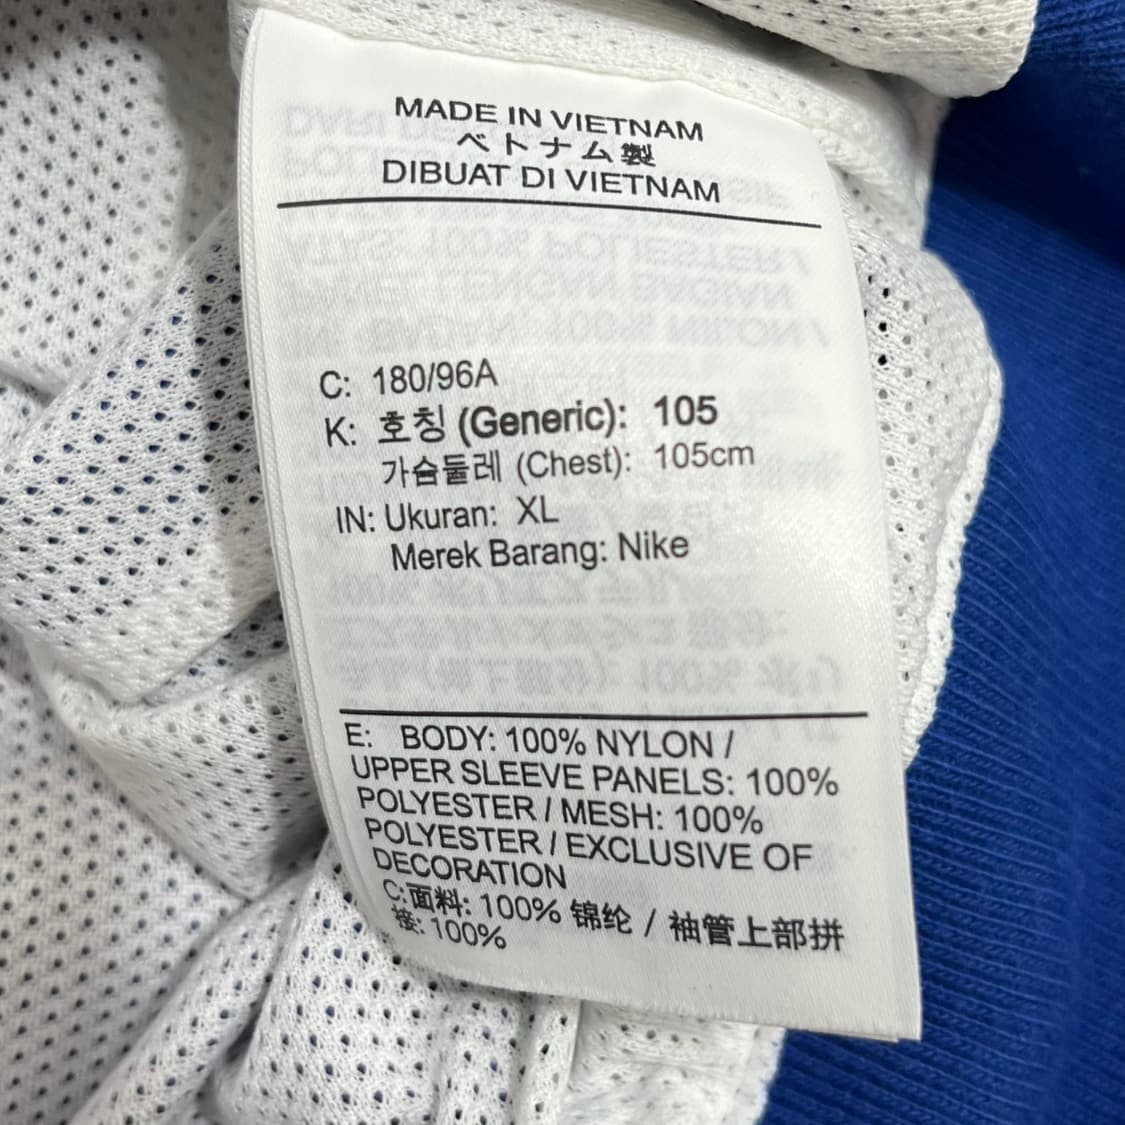 MADE IN VIETNAM
ベトナム製
DIBUAT DI VIETNAM
C: 180/96A
K: 호칭 (Generic): 105
가슴둘레 (Chest): 105cm
IN: Ukuran: XL
Merek Barang: Nike
E: BODY: 100% NYLON /
UPPER SLEEVE PANELS: 100%
POLYESTER / MESH: 100%
POLYESTER / EXCLUSIVE OF
DECORATION
C:面料: 100% 锦纶 / 袖管上部拼
接: 100%